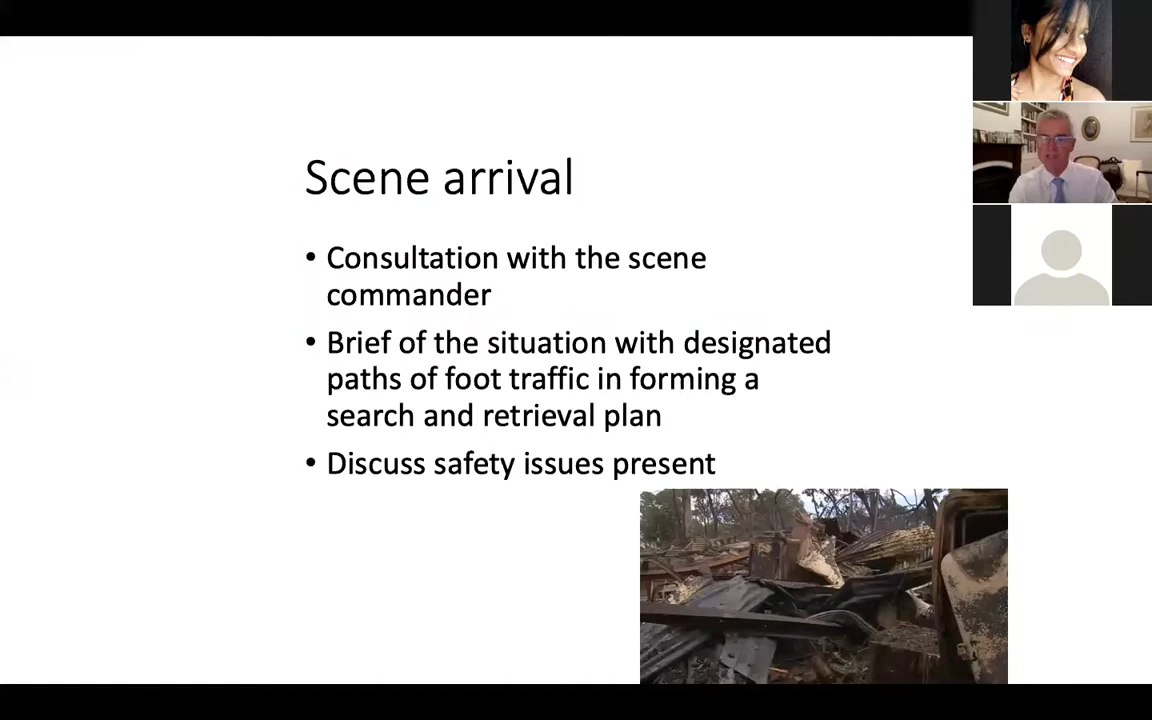 Scene arrival
• Consultation with the scene
commander
• Brief of the situation with designated
paths of foot traffic in forming a
search and retrieval plan
• Discuss safety issues present